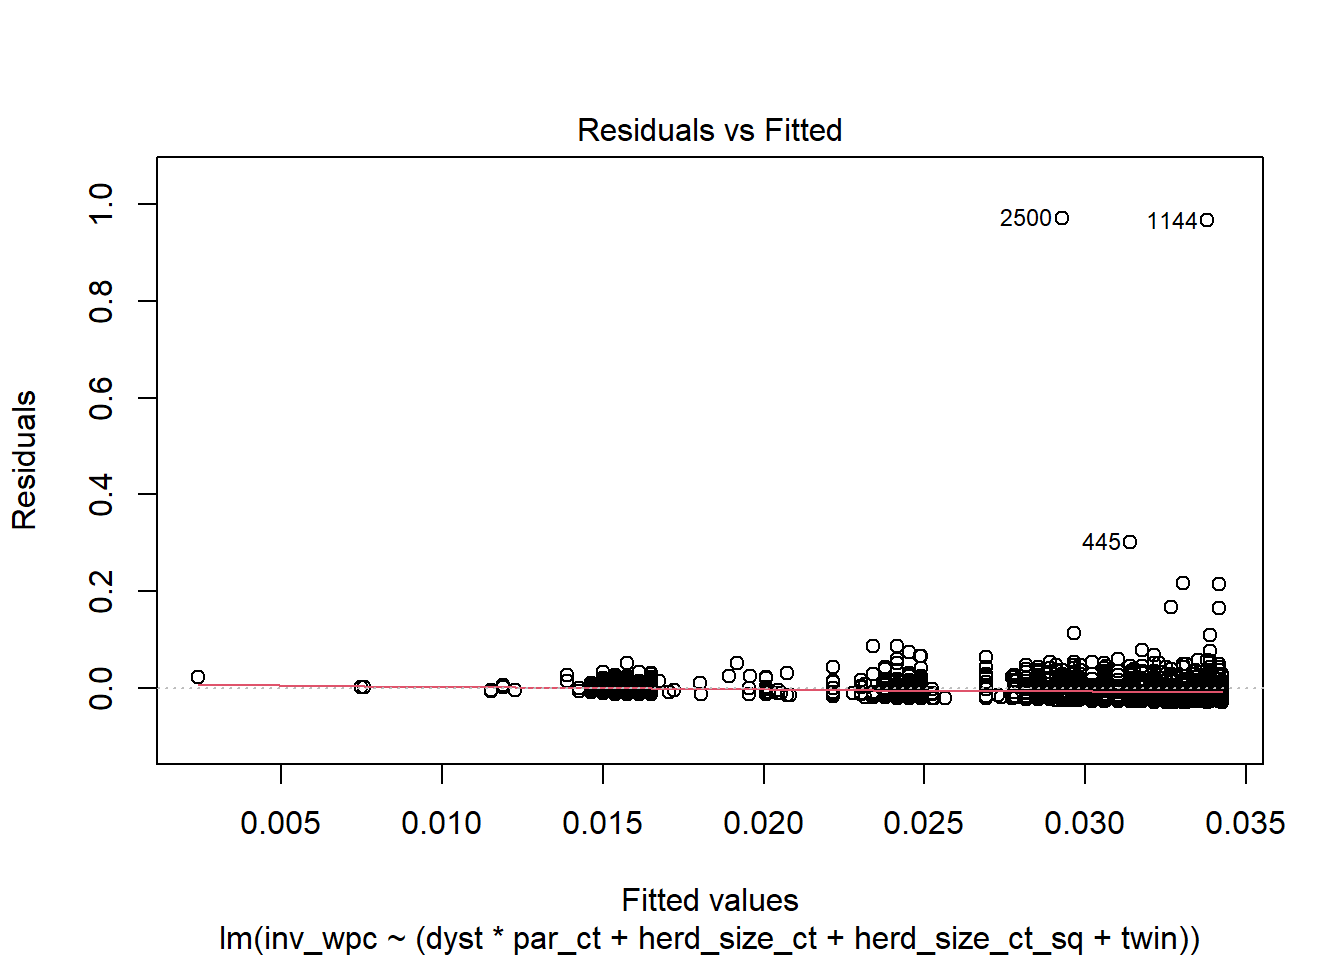 Residuals vs Fitted
1.0
0.8
0.6
0.4
0.2
0.0
Residuals
2500
1144
445
0.005 0.010 0.015 0.020 0.025 0.030 0.035
Fitted values
lm(inv_wpc ~ (dyst * par_ct + herd_size_ct + herd_size_ct_sq + twin))